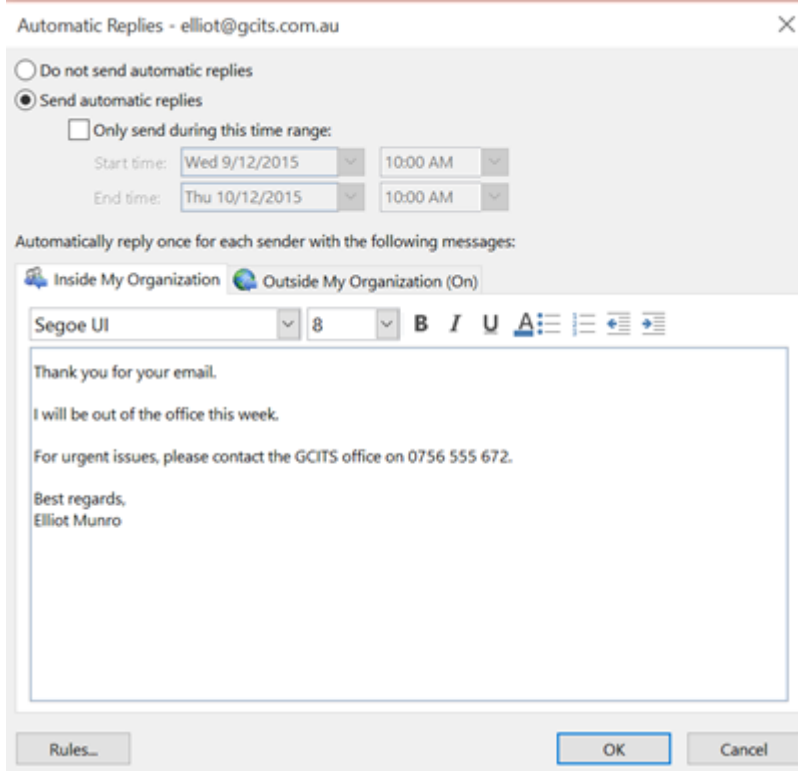 Automatic Replies - elliot@gcits.com.au
Do not send automatic replies
Send automatic replies
Only send during this time range:
Start time: Wed 9/12/2015 10:00 AM
End time: Thu 10/12/2015 10:00 AM
Automatically reply once for each sender with the following messages:
Inside My Organization Outside My Organization (On)
Segoe UI 8 B I U A
Thank you for your email.
I will be out of the office this week.
For urgent issues, please contact the GCITS office on 0756 555 672.
Best regards,
Elliot Munro
Rules... OK Cancel